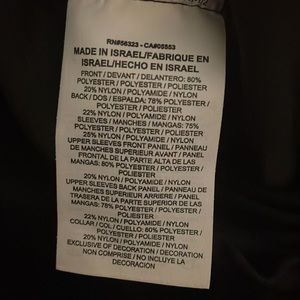 RN#56323 - CA#05553
MADE IN ISRAEL/FABRIQUE EN
ISRAEL/HECHO EN ISRAEL
FRONT / DEVANT / DELANTERO: 80%
POLYESTER / POLYESTER / POLIESTER
20% NYLON / POLYAMIDE / NYLON
BACK / DOS / ESPALDA: 78% POLYESTER /
POLYESTER / POLIESTER
22% NYLON / POLYAMIDE / NYLON
SLEEVES / MANCHES / MANGAS: 75%
POLYESTER / POLYESTER / POLIESTER
25% NYLON / POLYAMIDE / NYLON
UPPER SLEEVES FRONT PANEL / PANNEAU
DE MANCHES SUPÉRIEUR AVANT / PANEL
FRONTAL DE LA PARTE ALTA DE LAS
MANGAS: 80% POLYESTER / POLYESTER /
POLIESTER
20% NYLON / POLYAMIDE / NYLON
UPPER SLEEVES BACK PANEL / PANNEAU DE
MANCHES SUPÉRIEUR ARRIERE / PANEL
TRASERA DE LA PARTE SUPERIOR DE LAS
MANGAS: 78% POLYESTER / POLYESTER /
POLIESTER
22% NYLON / POLYAMIDE / NYLON
COLLAR / COL / CUELLO: 80% POLYESTER /
POLYESTER / POLIESTER
20% NYLON / POLYAMIDE / NYLON
EXCLUSIVE OF DECORATION / DECORATION
NON COMPRISE / NO INCLUYE LA
DECORACION